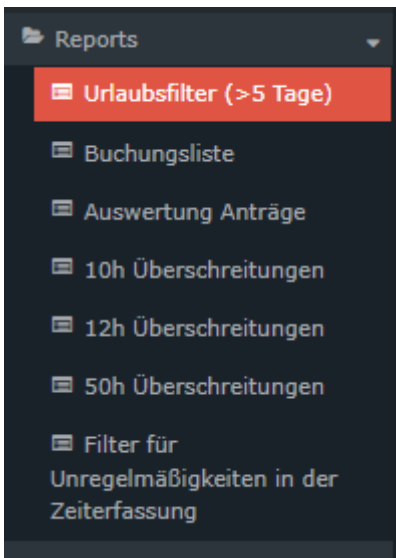 Reports
Urlaubsfilter (>5 Tage)
Buchungsliste
Auswertung Anträge
10h Überschreitungen
12h Überschreitungen
50h Überschreitungen
Filter für
Unregelmäßigkeiten in der
Zeiterfassung